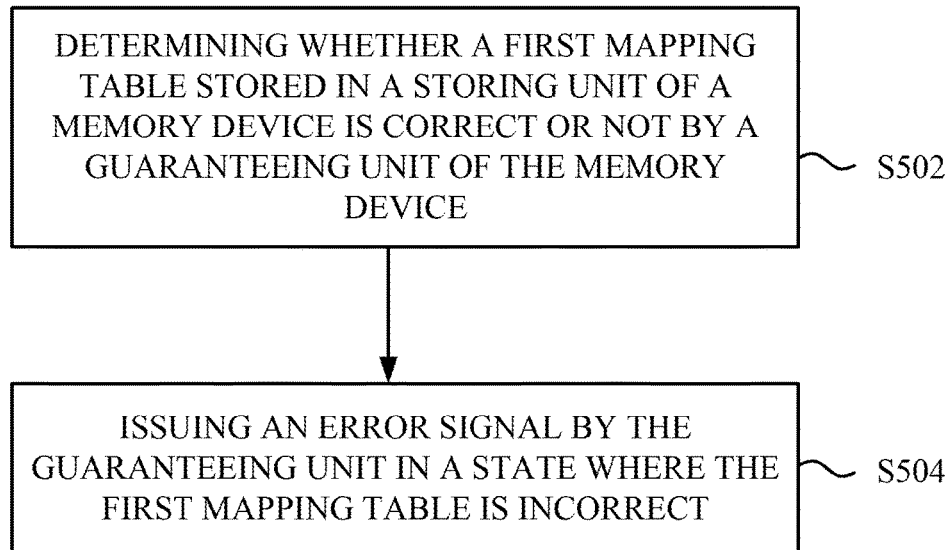 DETERMINING WHETHER A FIRST MAPPING
TABLE STORED IN A STORING UNIT OF A
MEMORY DEVICE IS CORRECT OR NOT BY A
GUARANTEEING UNIT OF THE MEMORY
DEVICE
S502
ISSUING AN ERROR SIGNAL BY THE
GUARANTEEING UNIT IN A STATE WHERE THE
FIRST MAPPING TABLE IS INCORRECT
S504